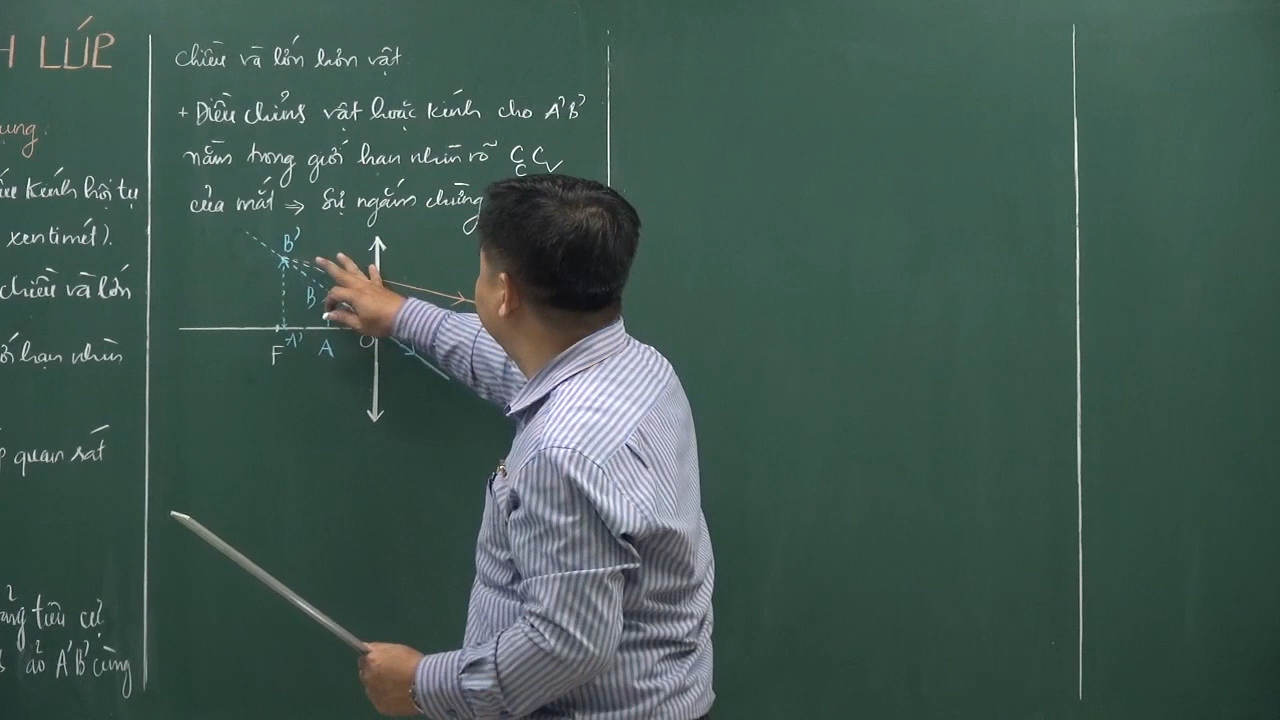 H LÚP
ụng.
ấu kính hội tụ
xentimét).
chiều và lớn
ới hạn nhìn
quan sát
ảng tiêu cự
ảo A'B' cùng
chiều và lớn hơn vật
+ Điều chỉnh vật hoặc kính cho A'B'
nằm trong giới hạn nhìn rõ CcCv
của mắt ⇒ Sự ngắm chừng
B'
B
F A' A O